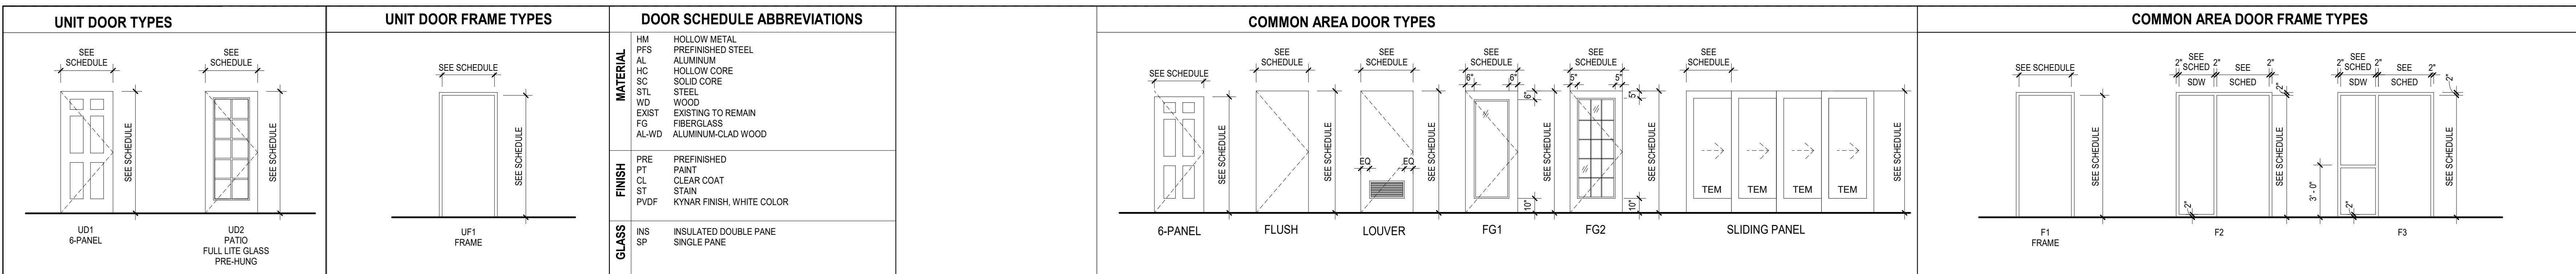 UNIT DOOR TYPES
SEE
SCHEDULE
SEE SCHEDULE
UD1
6-PANEL
SEE
SCHEDULE
SEE SCHEDULE
UD2
PATIO
FULL LITE GLASS
PRE-HUNG
UNIT DOOR FRAME TYPES
SEE SCHEDULE
SEE SCHEDULE
UF1
FRAME
DOOR SCHEDULE ABBREVIATIONS
MATERIAL
HM HOLLOW METAL
PFS PREFINISHED STEEL
AL ALUMINUM
HC HOLLOW CORE
SC SOLID CORE
STL STEEL
WD WOOD
EXIST EXISTING TO REMAIN
FG FIBERGLASS
AL-WD ALUMINUM-CLAD WOOD
FINISH
PRE PREFINISHED
PT PAINT
CL CLEAR COAT
ST STAIN
PVDF KYNAR FINISH, WHITE COLOR
GLASS
INS INSULATED DOUBLE PANE
SP SINGLE PANE
COMMON AREA DOOR TYPES
SEE SCHEDULE
SEE SCHEDULE
6-PANEL
SEE
SCHEDULE
SEE SCHEDULE
FLUSH
SEE
SCHEDULE
EQ EQ
SEE SCHEDULE
LOUVER
SEE
SCHEDULE
6" 6"
6"
SEE SCHEDULE
10"
FG1
SEE
SCHEDULE
5" 5"
5"
SEE SCHEDULE
10"
FG2
SEE
SCHEDULE
TEM TEM TEM TEM
SEE SCHEDULE
SLIDING PANEL
COMMON AREA DOOR FRAME TYPES
SEE SCHEDULE
SEE SCHEDULE
F1
FRAME
2" SEE 2" SEE 2"
SCHED
SDW SCHED
2"
SEE SCHEDULE
2"
F2
2" SEE 2" SEE 2"
SCHED
SDW SCHED
2"
SEE SCHEDULE
3' - 0"
2"
F3